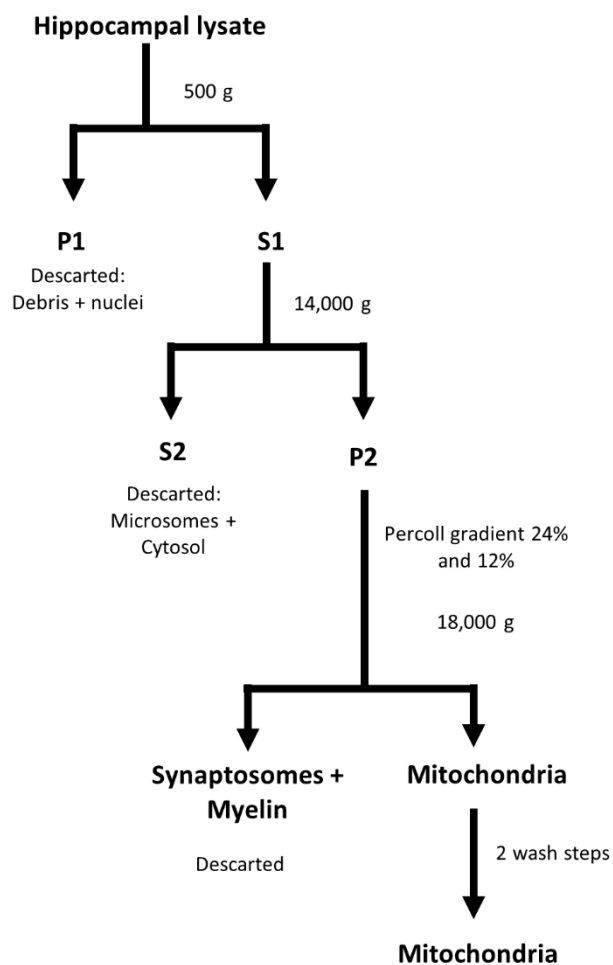 Hippocampal lysate
500 g
P1
S1
Descarted:
Debris + nuclei
14,000 g
S2
P2
Descarted:
Microsomes +
Cytosol
Percoll gradient 24%
and 12%
18,000 g
Synaptosomes +
Myelin
Mitochondria
Descarted
2 wash steps
Mitochondria